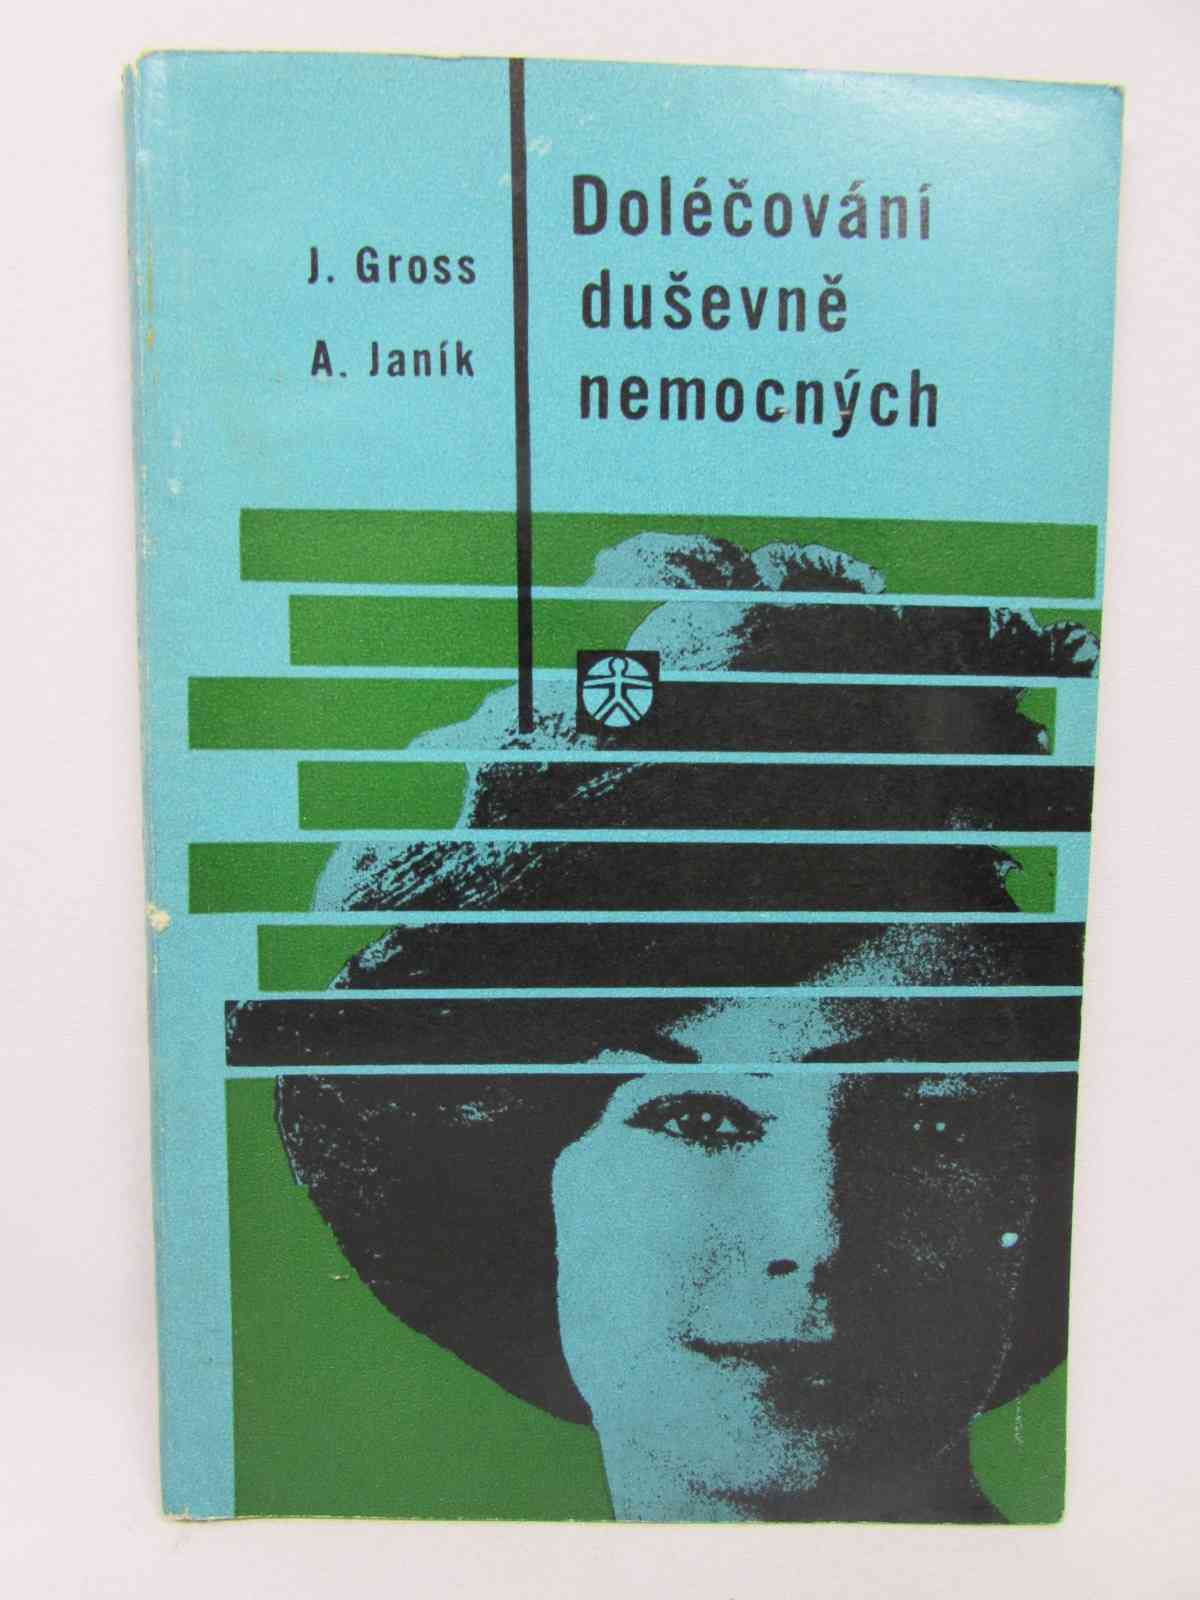 J. Gross
A. Janík
Doléčování
duševně
nemocných